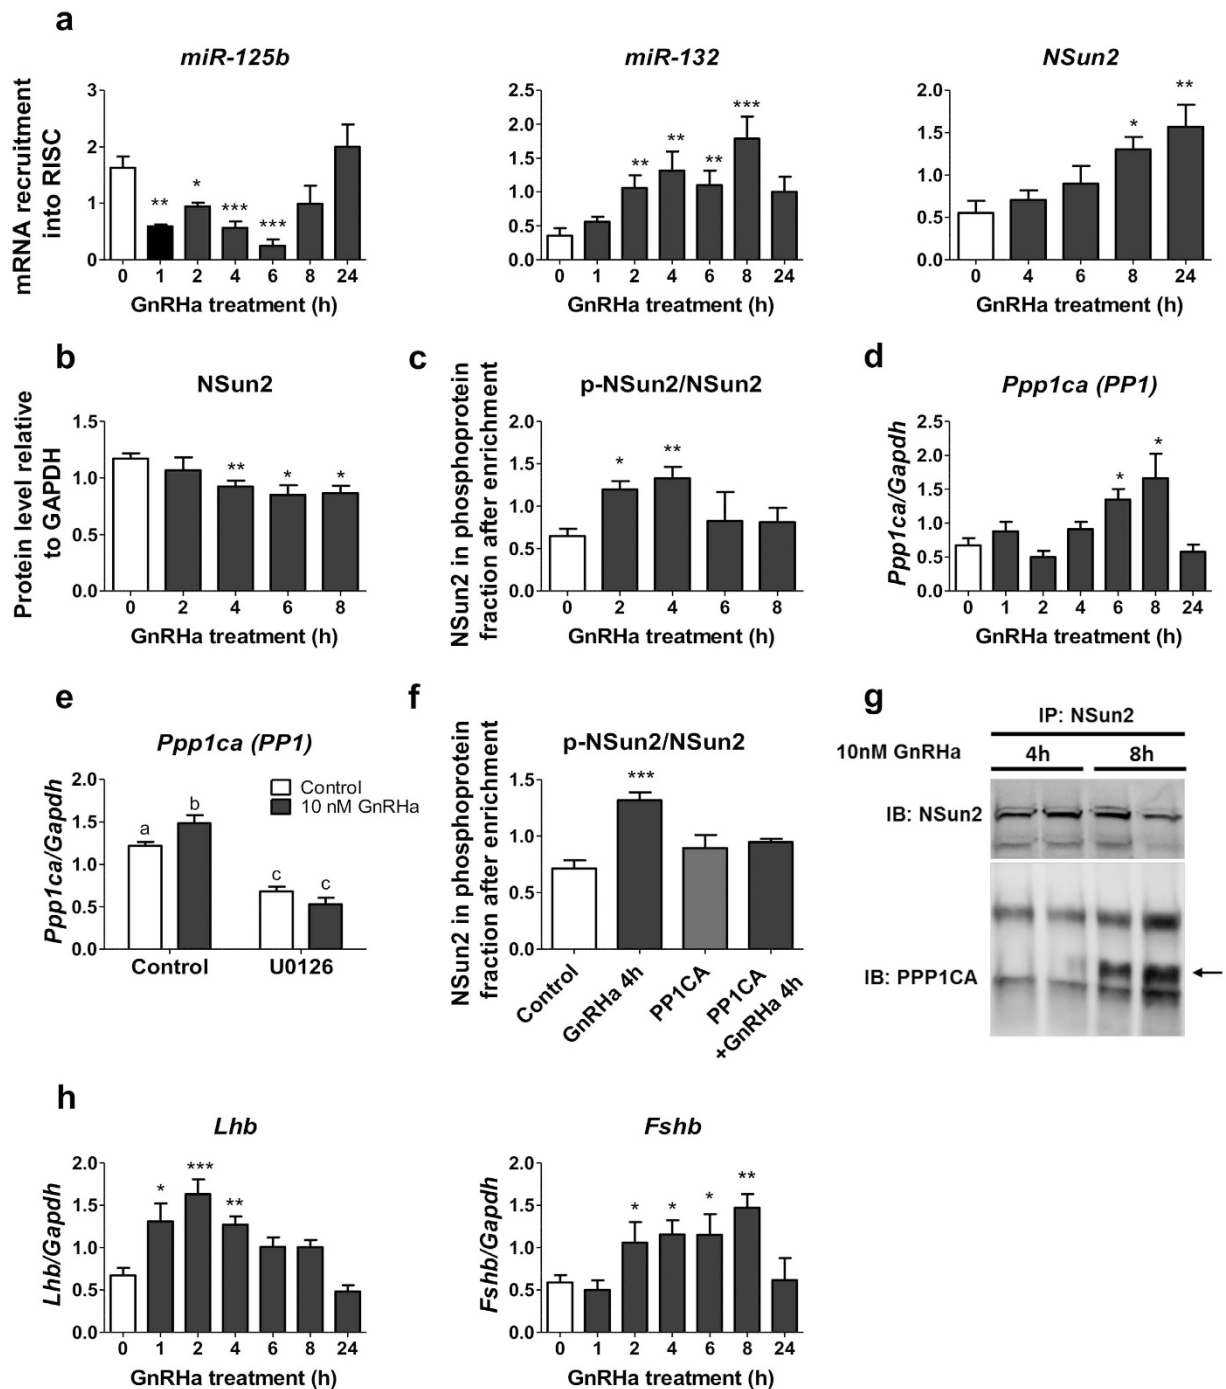 a
miR-125b
miR-132
NSun2
mRNA recruitment
into RISC
3
2
1
0
2.5
2.0
1.5
1.0
0.5
0.0
2.0
1.5
1.0
0.5
0.0
** * *** ***
** ** ** ***
* **
0 1 2 4 6 8 24
0 1 2 4 6 8 24
0 4 6 8 24
GnRHa treatment (h)
GnRHa treatment (h)
GnRHa treatment (h)
b
c
d
NSun2
p-NSun2/NSun2
Ppp1ca (PP1)
Protein level relative
to GAPDH
1.5
1.0
0.5
0.0
** * *
0 2 4 6 8
GnRHa treatment (h)
NSun2 in phosphoprotein
fraction after enrichment
2.0
1.5
1.0
0.5
0.0
* **
0 2 4 6 8
GnRHa treatment (h)
Ppp1ca/Gapdh
2.5
2.0
1.5
1.0
0.5
0.0
* *
0 1 2 4 6 8 24
GnRHa treatment (h)
e
f
g
Ppp1ca (PP1)
Ppp1ca/Gapdh
2.0
1.5
1.0
0.5
0.0
Control
10 nM GnRHa
a b c c
Control U0126
p-NSun2/NSun2
NSun2 in phosphoprotein
fraction after enrichment
1.5
1.0
0.5
0.0
***
Control
GnRHa 4h
PP1CA
PP1CA
+GnRHa 4h
IP: NSun2
10nM GnRHa 4h 8h
IB: NSun2
IB: PPP1CA
h
Lhb
Fshb
Lhb/Gapdh
2.0
1.5
1.0
0.5
0.0
* *** **
0 1 2 4 6 8 24
GnRHa treatment (h)
Fshb/Gapdh
2.0
1.5
1.0
0.5
0.0
* * * **
0 1 2 4 6 8 24
GnRHa treatment (h)